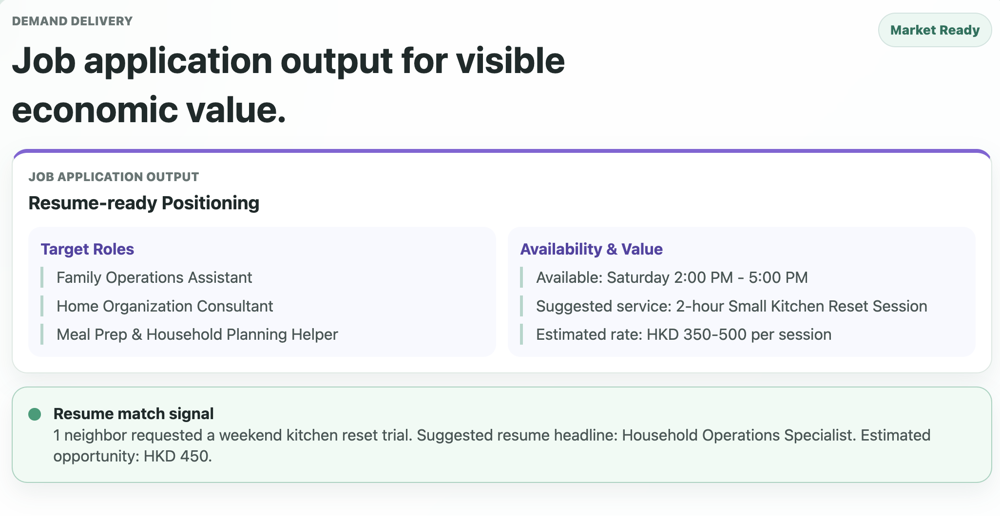 DEMAND DELIVERY
Market Ready
Job application output for visible
economic value.
JOB APPLICATION OUTPUT
Resume-ready Positioning
Target Roles
Family Operations Assistant
Home Organization Consultant
Meal Prep & Household Planning Helper
Availability & Value
Available: Saturday 2:00 PM - 5:00 PM
Suggested service: 2-hour Small Kitchen Reset Session
Estimated rate: HKD 350-500 per session
Resume match signal
1 neighbor requested a weekend kitchen reset trial. Suggested resume headline: Household Operations Specialist. Estimated
opportunity: HKD 450.